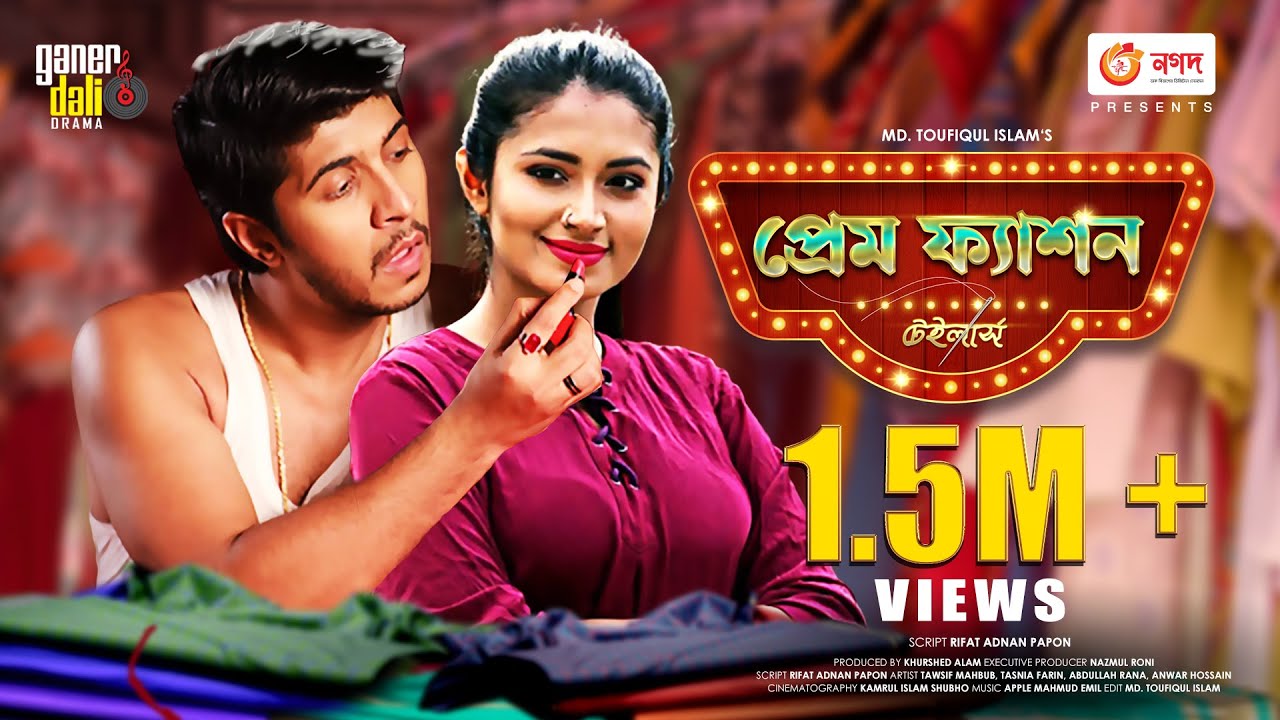 ganer
dali
DRAMA
নগদ
PRESENTS
MD. TOUFIQUL ISLAM'S
প্রেম ফ্যাশন
টেইলার্স
1.5M +
VIEWS
SCRIPT RIFAT ADNAN PAPON
PRODUCED BY KHURSHED ALAM EXECUTIVE PRODUCER NAZMUL RONI
SCRIPT RIFAT ADNAN PAPON ARTIST TAWSIF MAHBUB, TASNIA FARIN, ABDULLAH RANA, ANWAR HOSSAIN
CINEMATOGRAPHY KAMRUL ISLAM SHUBHO MUSIC APPLE MAHMUD EMIL EDIT MD. TOUFIQUL ISLAM